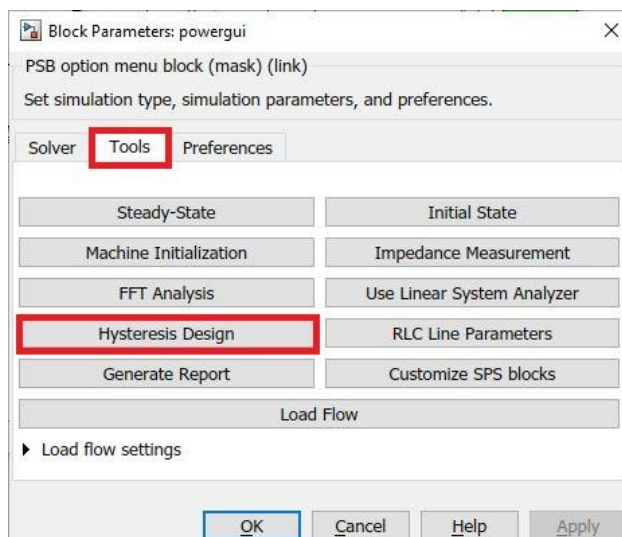 Block Parameters: powergui
PSB option menu block (mask) (link)
Set simulation type, simulation parameters, and preferences.
Solver Tools Preferences
Steady-State Initial State
Machine Initialization Impedance Measurement
FFT Analysis Use Linear System Analyzer
Hysteresis Design RLC Line Parameters
Generate Report Customize SPS blocks
Load Flow
Load flow settings
OK Cancel Help Apply